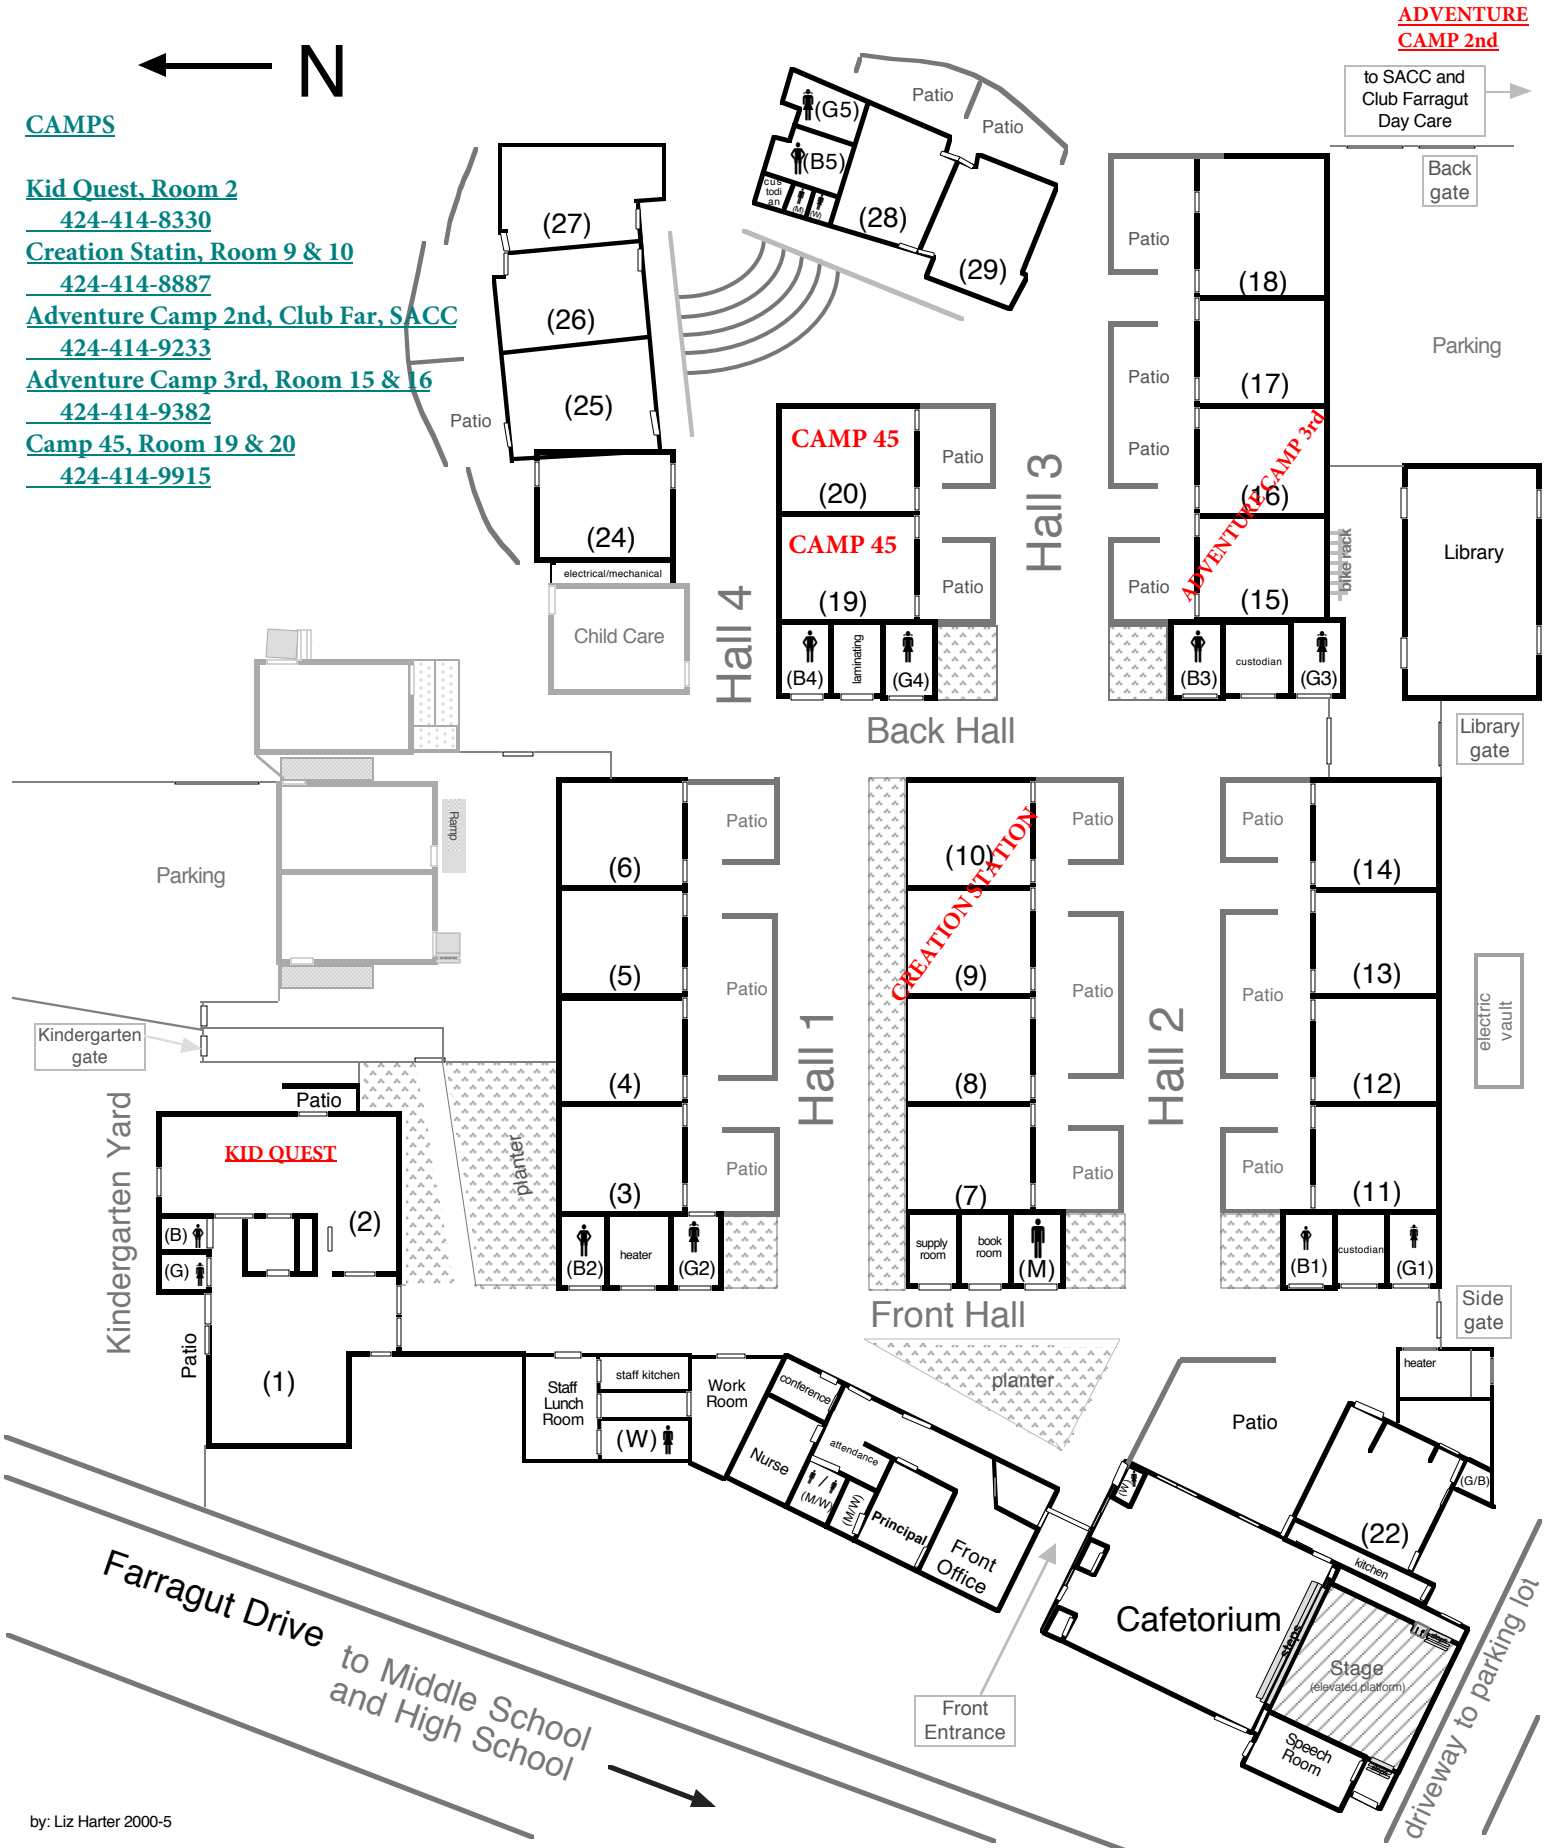 ADVENTURE
CAMP 2nd
to SACC and
Club Farragut
Day Care
Back
gate
N
CAMPS
Kid Quest, Room 2
424-414-8330
Creation Statin, Room 9 & 10
424-414-8887
Adventure Camp 2nd, Club Far, SACC
424-414-9233
Adventure Camp 3rd, Room 15 & 16
424-414-9382
Camp 45, Room 19 & 20
424-414-9915
Patio
Patio
(G5)
(B5)
cus
todi
an
(M)
(W)
(28)
(29)
(27)
(26)
(25)
Patio
(24)
electrical/mechanical
Child Care
Hall 4
CAMP 45
(20)
Patio
CAMP 45
(19)
Patio
(B4)
laminating
(G4)
Hall 3
Patio
(18)
Patio
(17)
Patio
(16)
ADVENTURE CAMP 3rd
Patio
(15)
bike rack
(B3)
custodian
(G3)
Parking
Library
Library
gate
Back Hall
Parking
Ramp
Kindergarten
gate
(6)
Patio
(5)
Patio
(4)
(3)
Patio
(B2)
heater
(G2)
planter
Hall 1
(10)
CREATION STATION
Patio
(9)
Patio
(8)
(7)
Patio
supply
room
book
room
(M)
Hall 2
Patio
(14)
(13)
Patio
(12)
Patio
(11)
(B1)
custodian
(G1)
electric
vault
Side
gate
Front Hall
Kindergarten Yard
Patio
KID QUEST
(2)
(B)
(G)
Patio
(1)
Staff
Lunch
Room
staff kitchen
(W)
Work
Room
conference
Nurse
attendance
/
(M/W)
(M/W)
Principal
Front
Office
planter
Patio
heater
(W)
(G/B)
(22)
kitchen
Cafetorium
steps
Stage
(elevated platform)
Speech
Room
Front
Entrance
driveway to parking lot
Farragut Drive
to Middle School
and High School
by: Liz Harter 2000-5